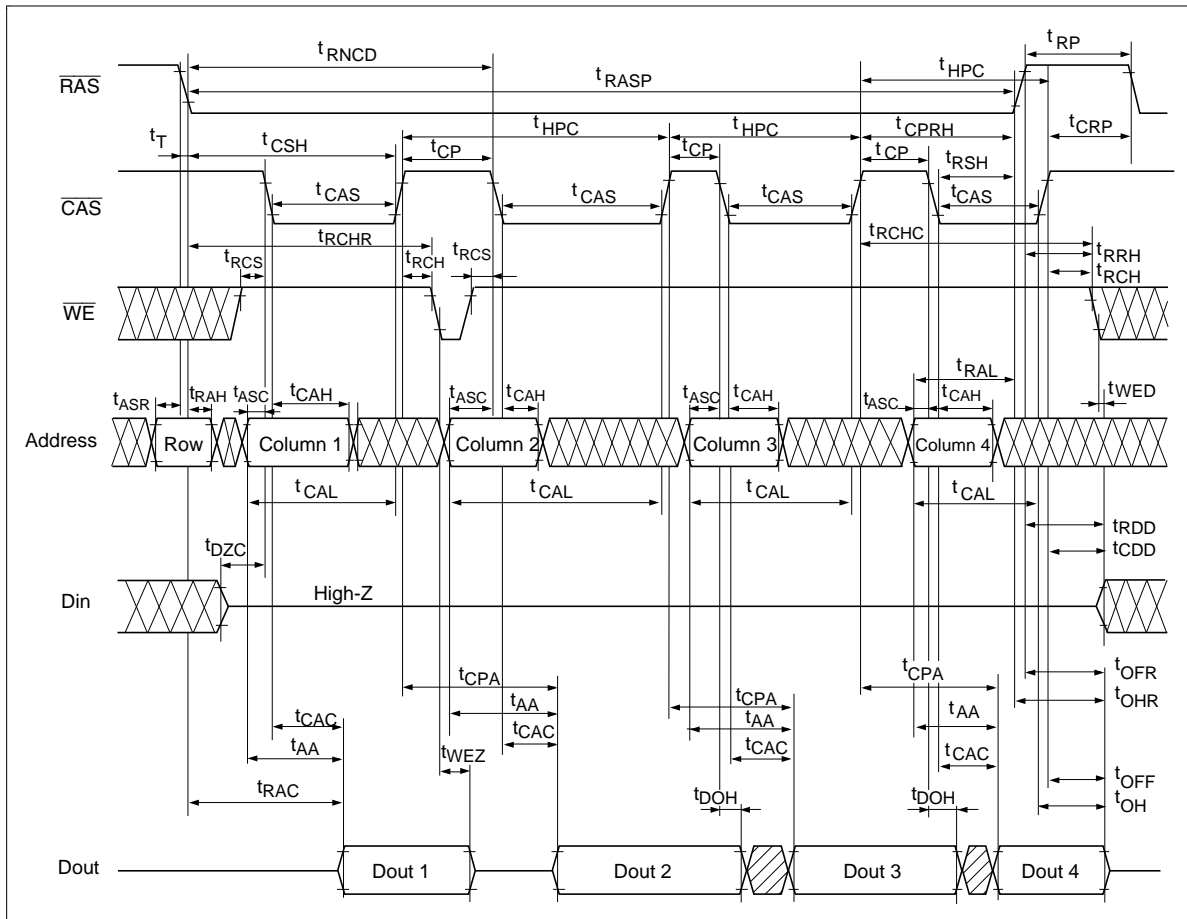 tRNCD
tRP
tRASP
tHPC
RAS
tT
tCSH
tHPC
tHPC
tCPRH
tCRP
tCP
tCP
tCP
tRSH
tCAS
tCAS
tCAS
tCAS
CAS
tRCHR
tRCHC
tRCS
tRCH
tRCS
tRRH
tRCH
WE
tRAL
tWED
tASR
tRAH
tASC
tCAH
tASC
tCAH
tASC
tCAH
tASC
tCAH
Address
Row
Column 1
Column 2
Column 3
Column 4
tCAL
tCAL
tCAL
tCAL
tRDD
tDZC
tCDD
Din
High-Z
tCPA
tCPA
tCPA
tOFR
tOHR
tCAC
tAA
tAA
tAA
tAA
tCAC
tCAC
tCAC
tWEZ
tRAC
tDOH
tDOH
tOFF
tOH
Dout
Dout 1
Dout 2
Dout 3
Dout 4